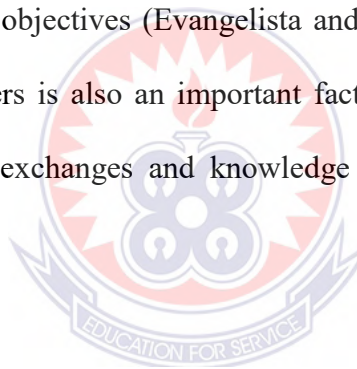 objectives (Evangelista and
ers is also an important fact
exchanges and knowledge
EDUCATION FOR SERVICE